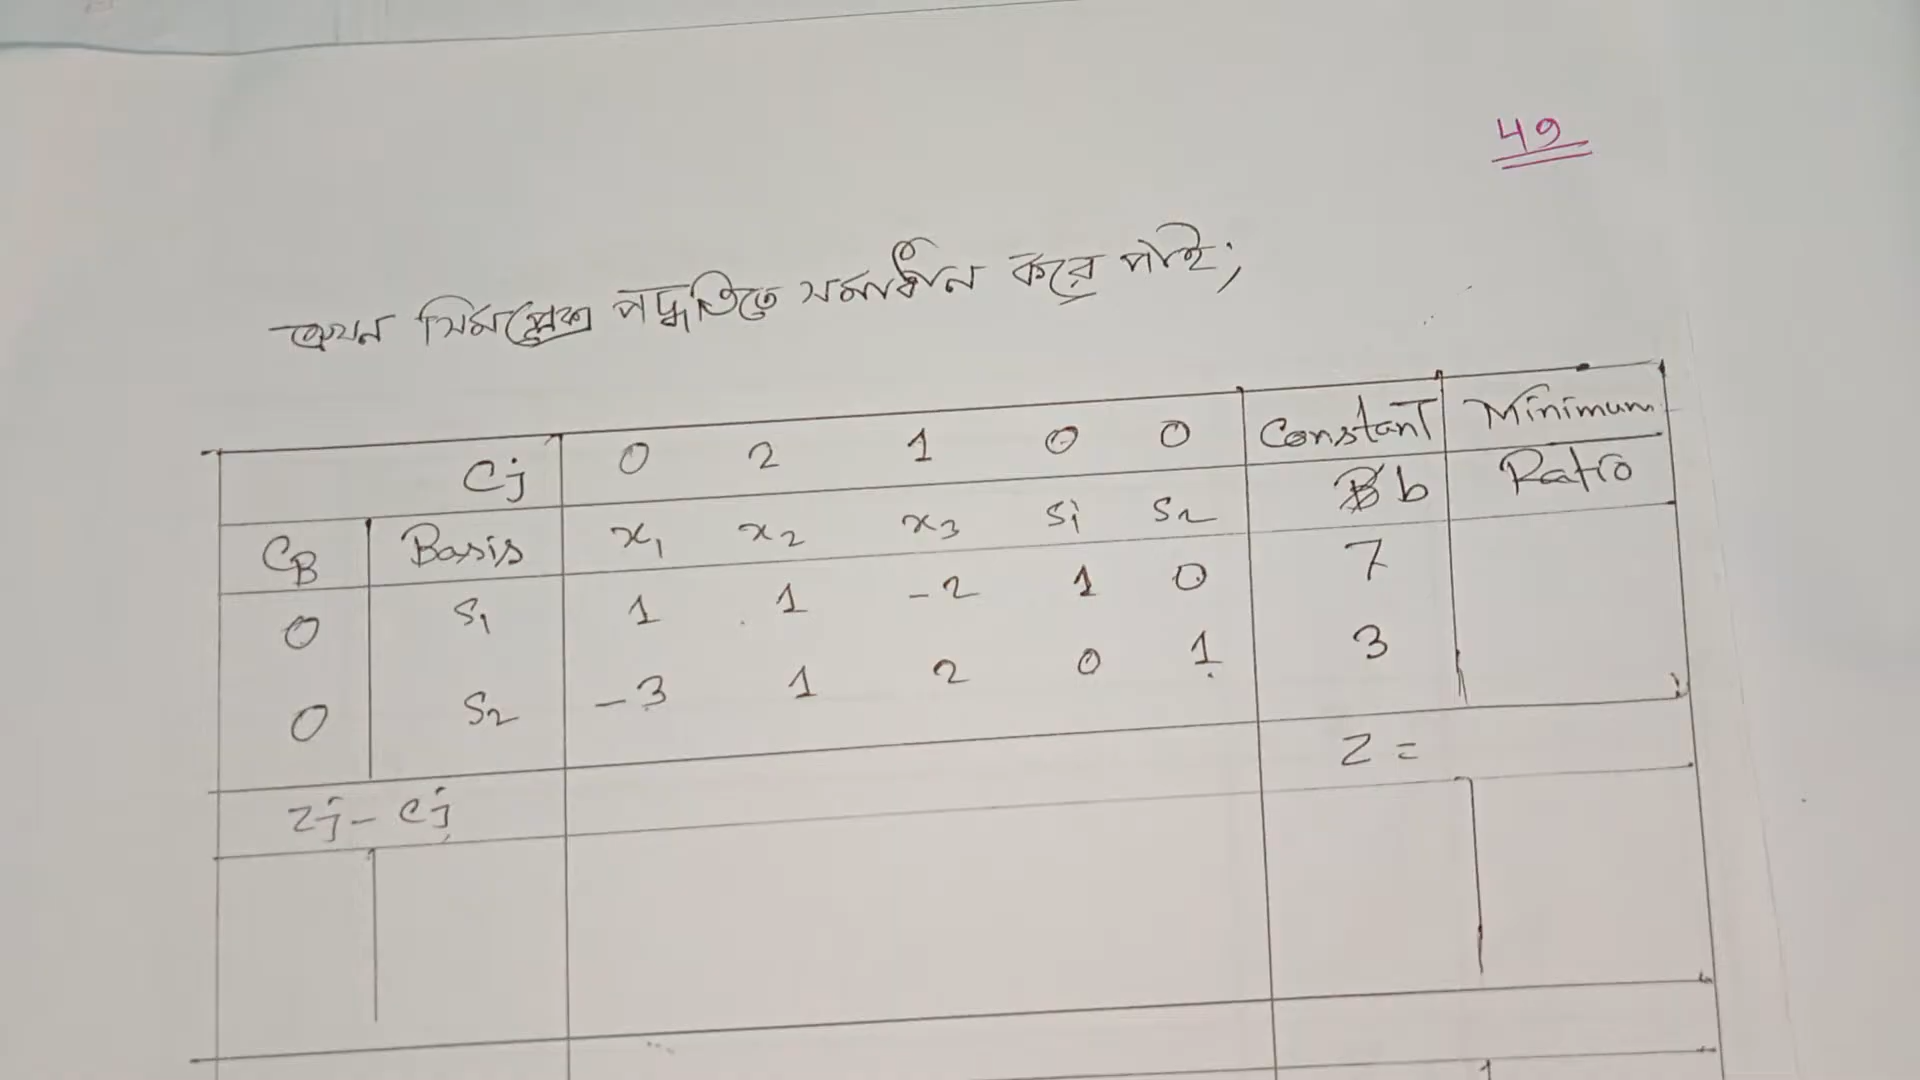 ৪৭
এখন সিমপ্লেক্স পদ্ধতিতে সমাধান করে পাই;
Cj 0 2 1 0 0 Constant Minimum
CB Basis x1 x2 x3 S1 S2 b Ratio
0 S1 1 1 -2 1 0 7
0 S2 -3 1 2 0 1 3
Zj - Cj Z =